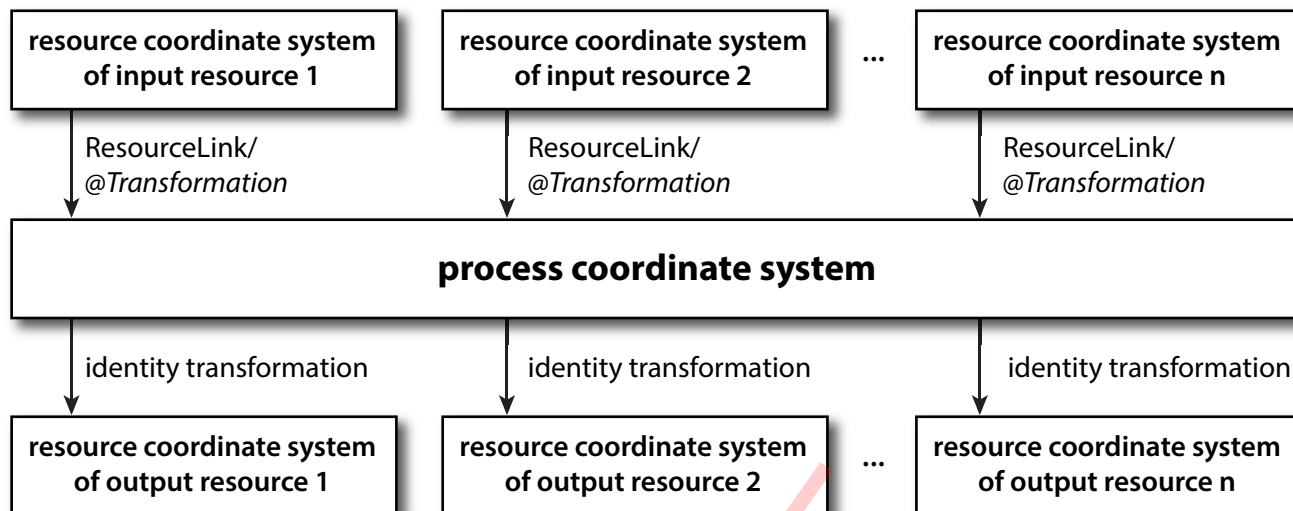 resource coordinate system
of input resource 1
resource coordinate system
of input resource 2
...
resource coordinate system
of input resource n
ResourceLink/
@Transformation
ResourceLink/
@Transformation
ResourceLink/
@Transformation
process coordinate system
identity transformation
identity transformation
identity transformation
resource coordinate system
of output resource 1
resource coordinate system
of output resource 2
...
resource coordinate system
of output resource n